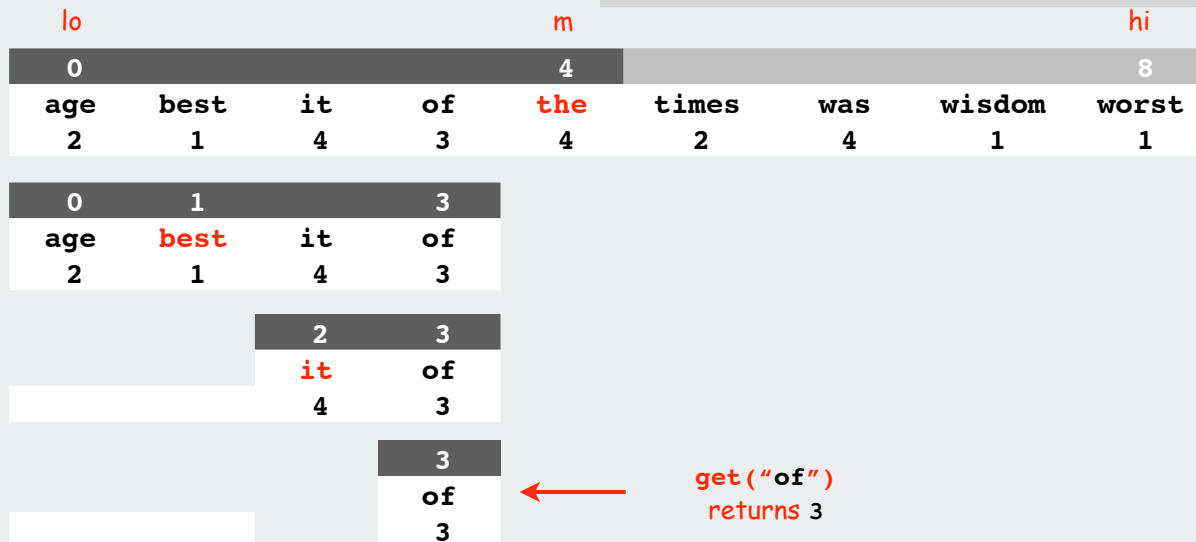 lo m hi
0 4 8
age best it of the times was wisdom worst
2 1 4 3 4 2 4 1 1
0 1 3
age best it of
2 1 4 3
2 3
it of
4 3
3
of
3
get(“of”)
returns 3